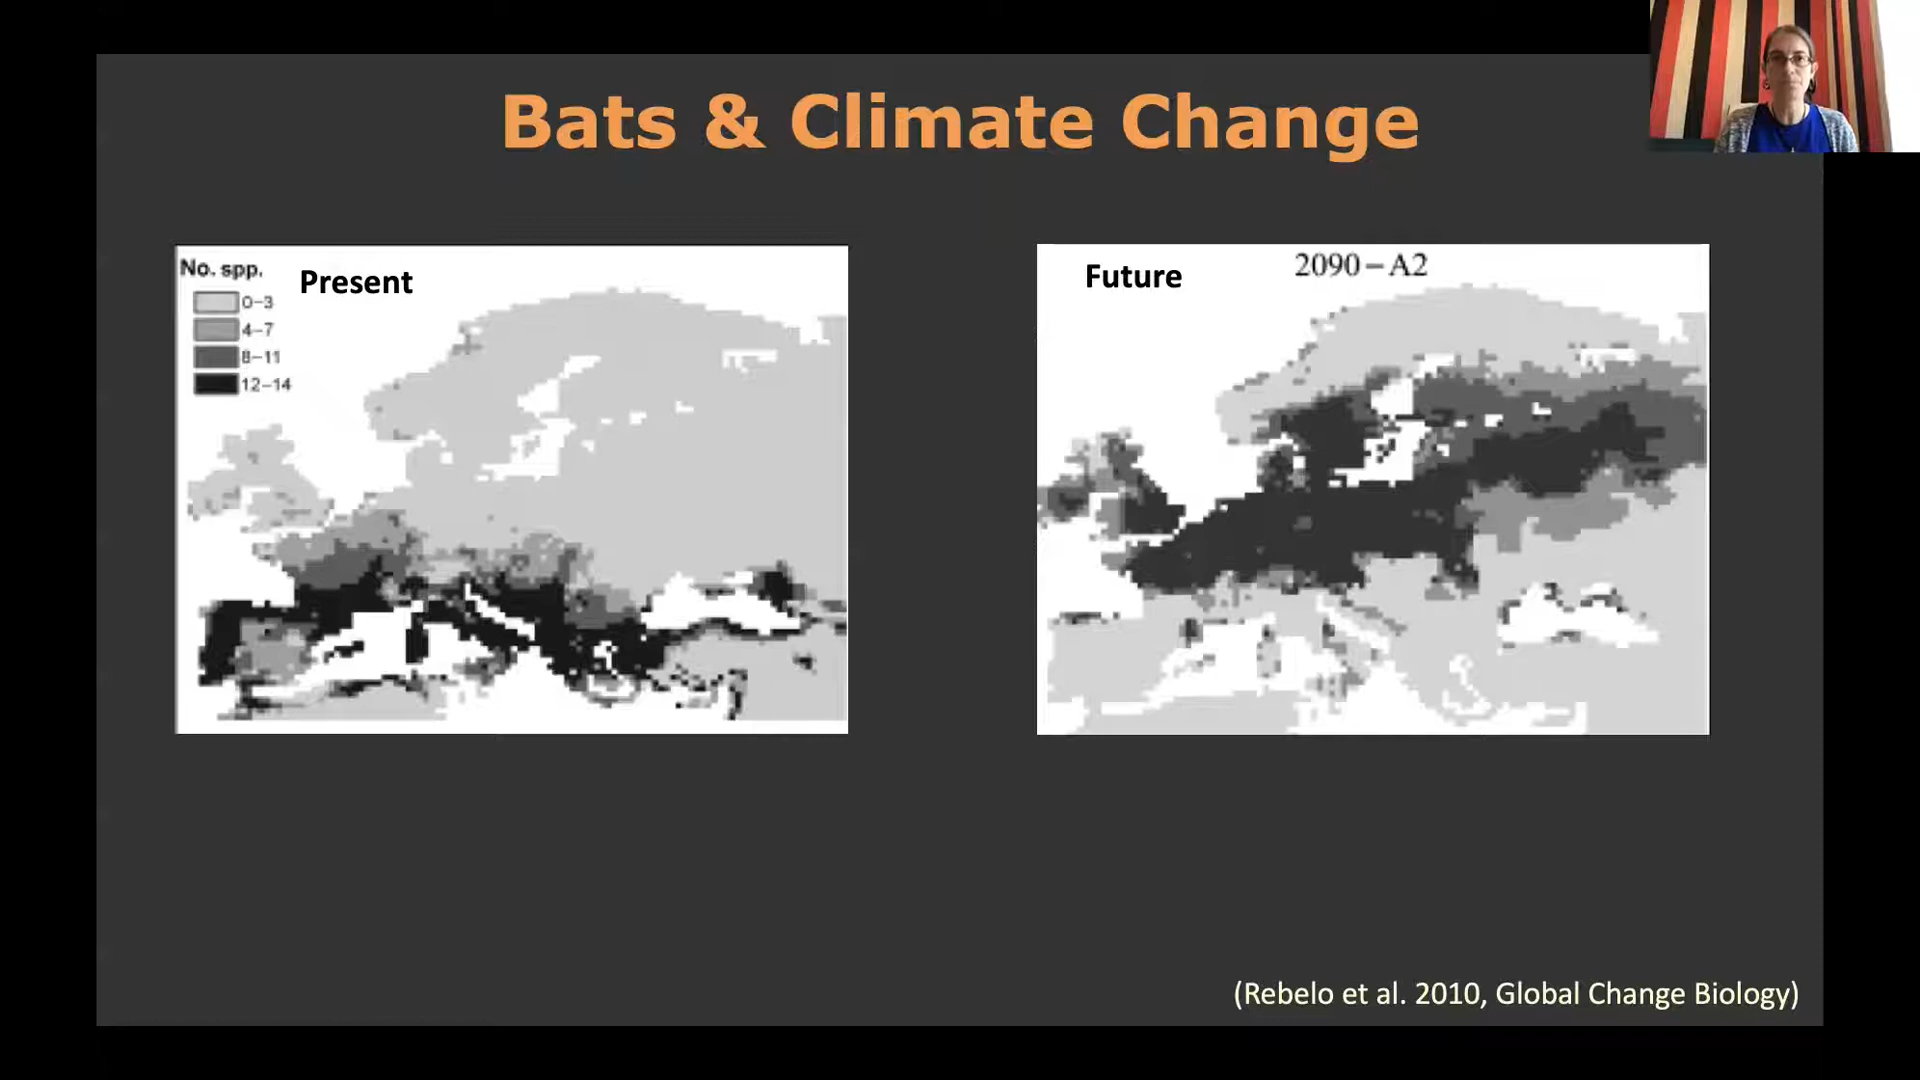 Bats & Climate Change
No. spp.
Present
0–3
4–7
8–11
12–14
Future
2090–A2
(Rebelo et al. 2010, Global Change Biology)